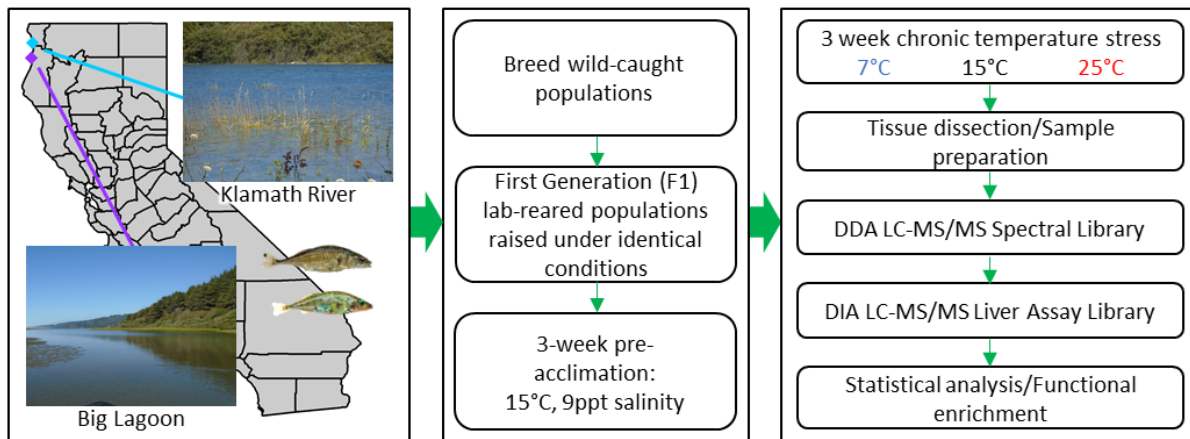 Klamath River
Big Lagoon
Breed wild-caught
populations
First Generation (F1)
lab-reared populations
raised under identical
conditions
3-week pre-
acclimation:
15°C, 9ppt salinity
3 week chronic temperature stress
7°C 15°C 25°C
Tissue dissection/Sample
preparation
DDA LC-MS/MS Spectral Library
DIA LC-MS/MS Liver Assay Library
Statistical analysis/Functional
enrichment